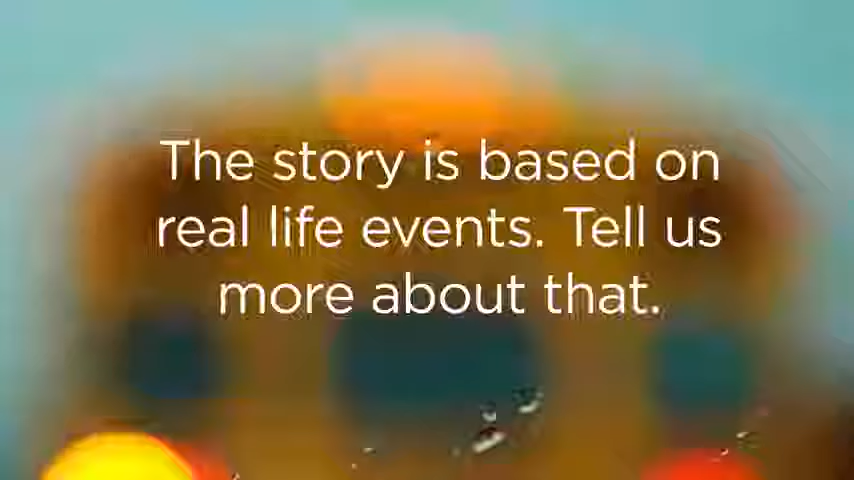 The story is based on
real life events. Tell us
more about that.